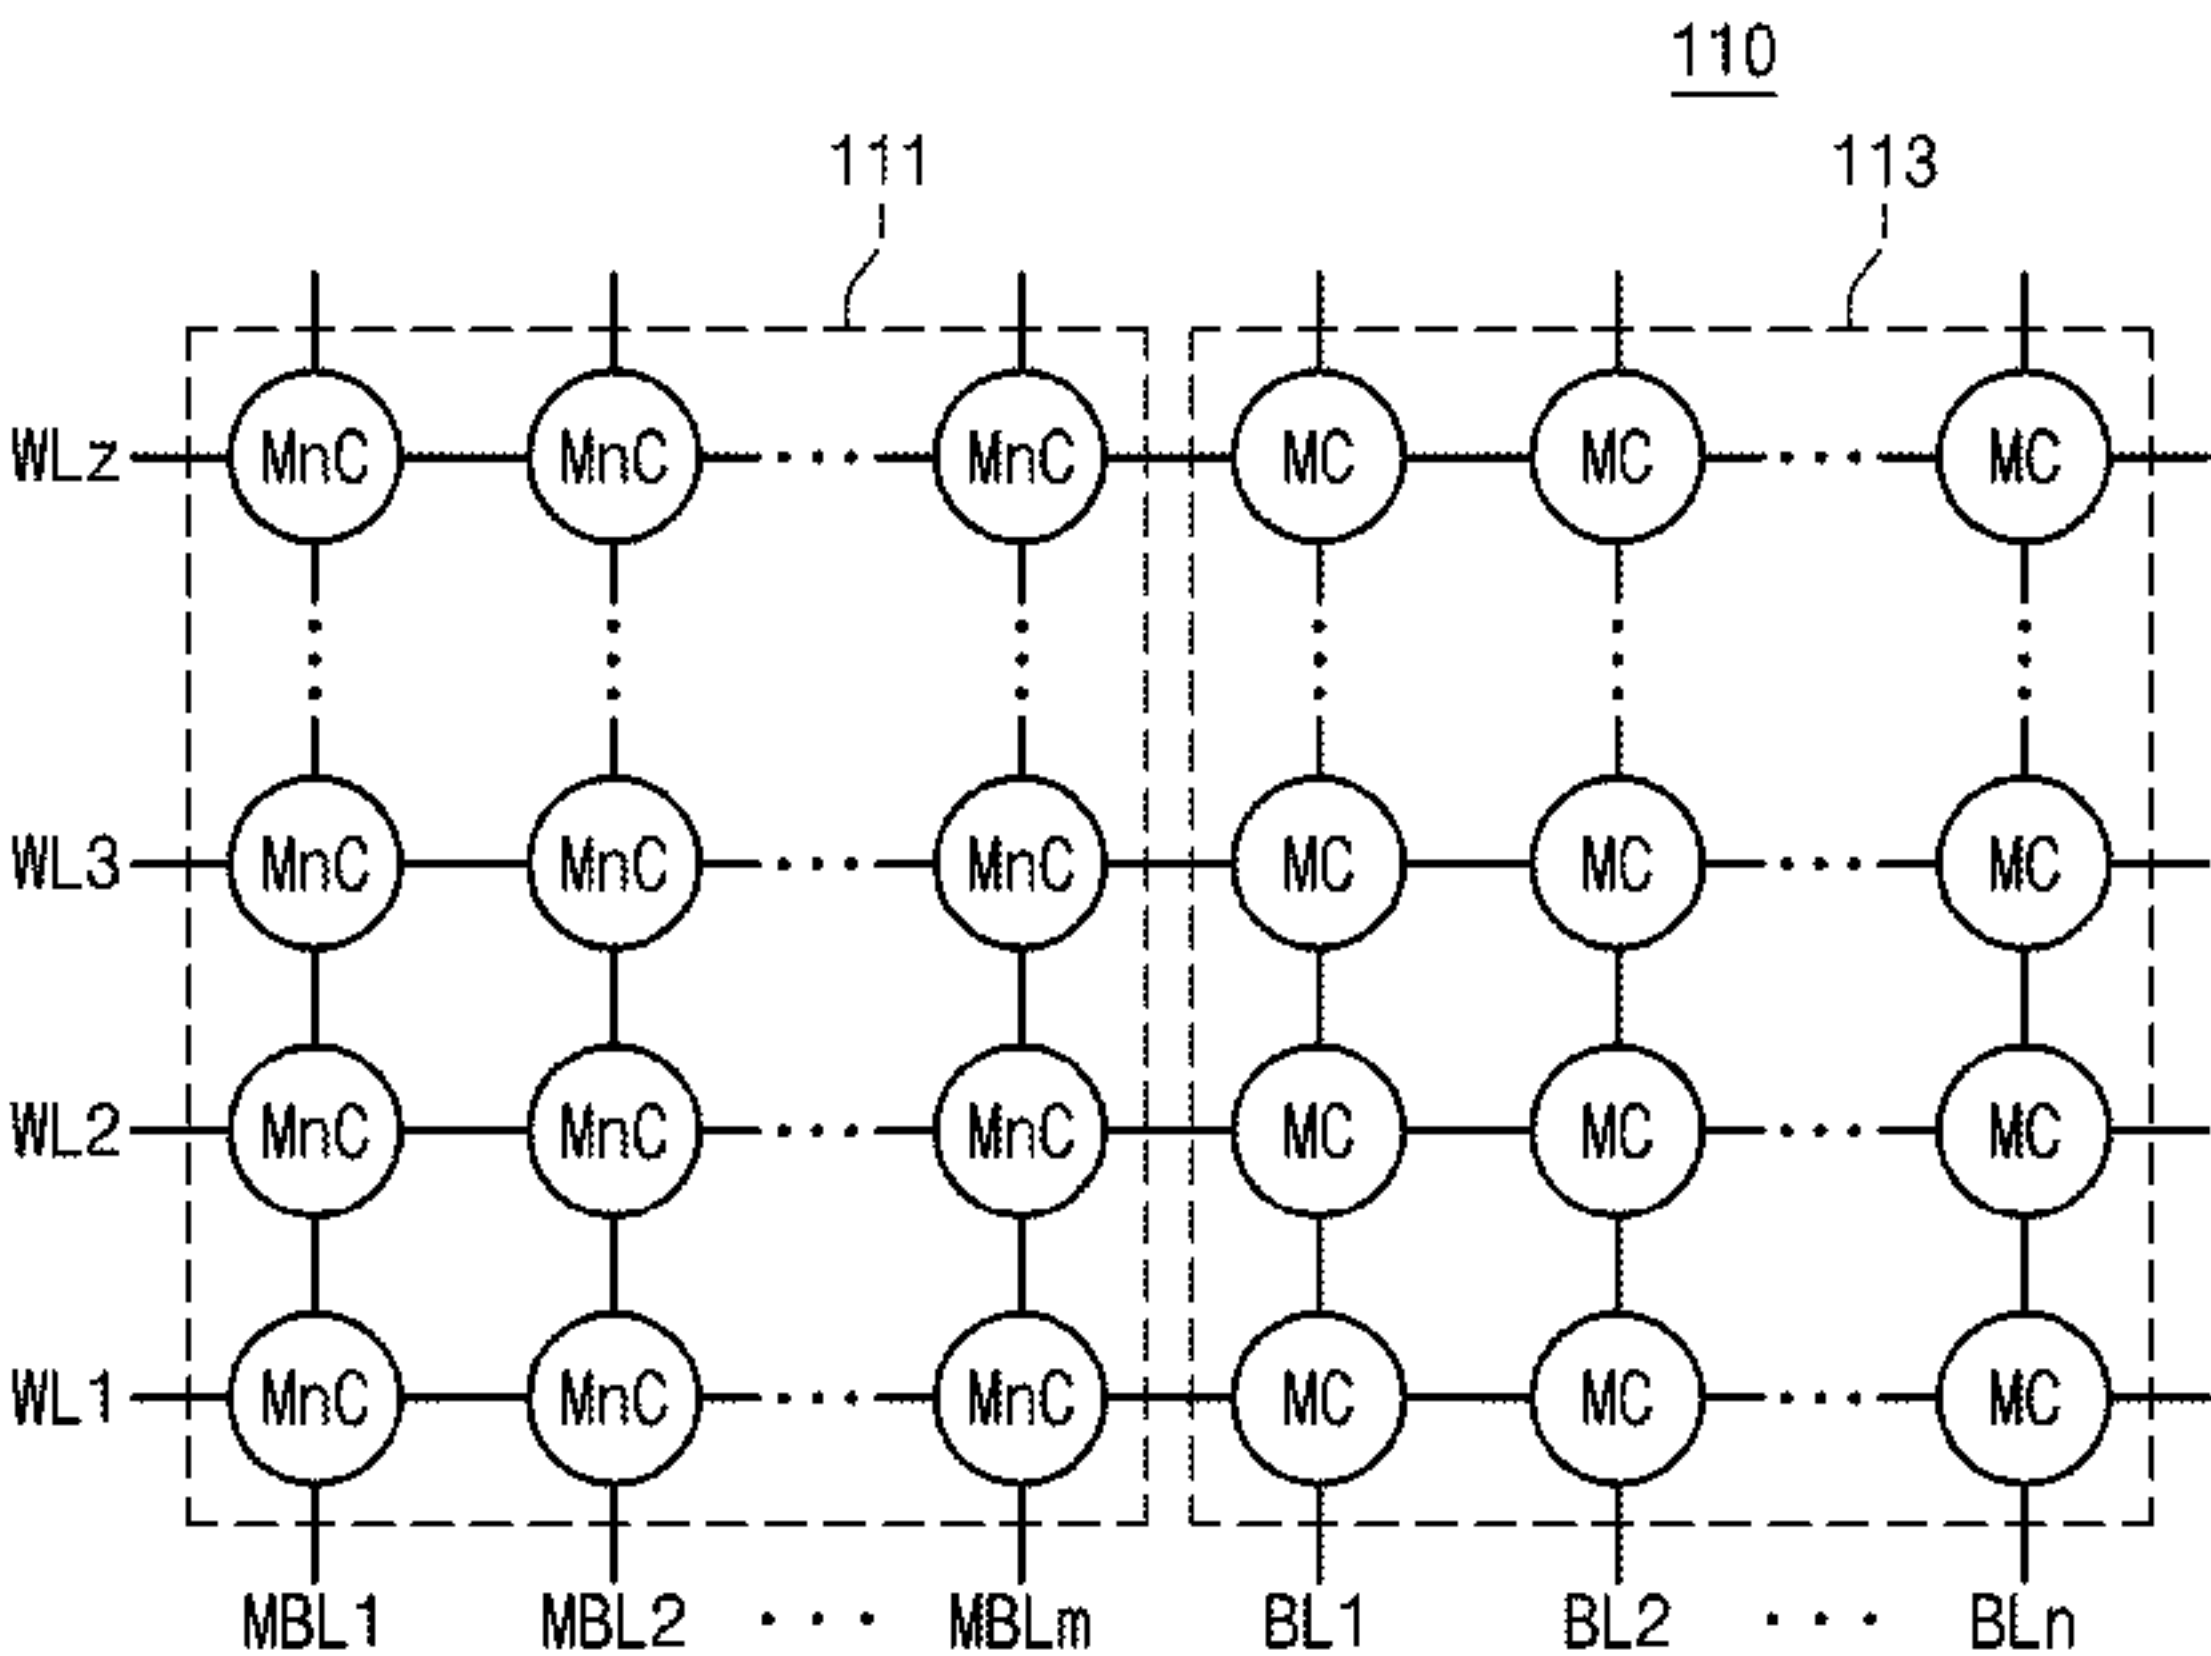 110
111 113
WLz MnC MnC ··· MnC MC MC ··· MC
WL3 MnC MnC ··· MnC MC MC ··· MC
WL2 MnC MnC ··· MnC MC MC ··· MC
WL1 MnC MnC ··· MnC MC MC ··· MC
MBL1 MBL2 ··· MBLm BL1 BL2 ··· BLn